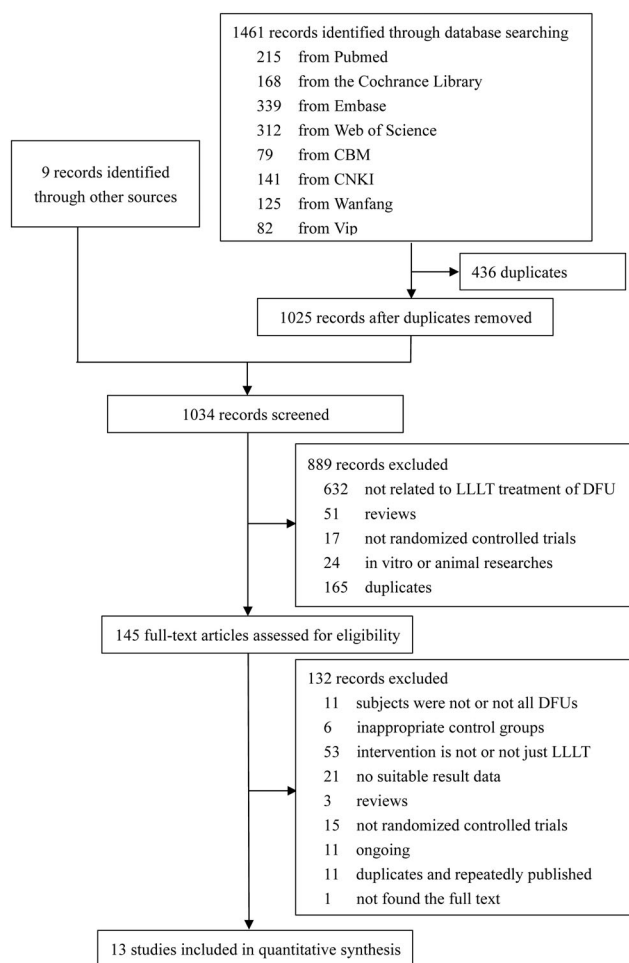 1461 records identified through database searching
215 from Pubmed
168 from the Cochrance Library
339 from Embase
312 from Web of Science
79 from CBM
141 from CNKI
125 from Wanfang
82 from Vip
9 records identified
through other sources
436 duplicates
1025 records after duplicates removed
1034 records screened
889 records excluded
632 not related to LLLT treatment of DFU
51 reviews
17 not randomized controlled trials
24 in vitro or animal researches
165 duplicates
145 full-text articles assessed for eligibility
132 records excluded
11 subjects were not or not all DFUs
6 inappropriate control groups
53 intervention is not or not just LLLT
21 no suitable result data
3 reviews
15 not randomized controlled trials
11 ongoing
11 duplicates and repeatedly published
1 not found the full text
13 studies included in quantitative synthesis